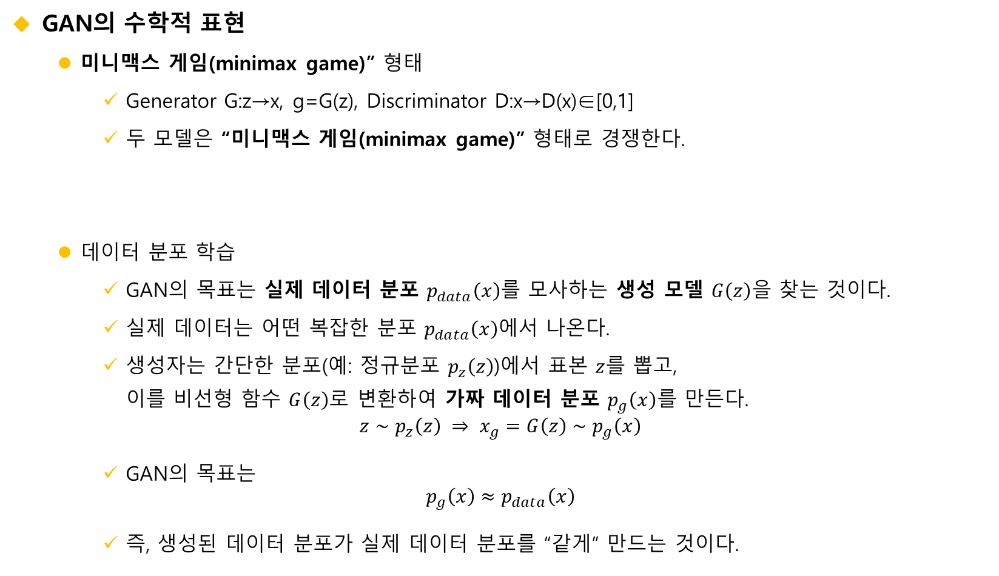 GAN의 수학적 표현
미니맥스 게임(minimax game)” 형태
Generator G:z→x, g=G(z), Discriminator D:x→D(x)∈[0,1]
두 모델은 “미니맥스 게임(minimax game)” 형태로 경쟁한다.
데이터 분포 학습
GAN의 목표는 실제 데이터 분포 p_{data}(x)를 모사하는 생성 모델 G(z)을 찾는 것이다.
실제 데이터는 어떤 복잡한 분포 p_{data}(x)에서 나온다.
생성자는 간단한 분포(예: 정규분포 p_z(z))에서 표본 z를 뽑고,
이를 비선형 함수 G(z)로 변환하여 가짜 데이터 분포 p_g(x)를 만든다.
z ~ p_z(z) ⇒ x_g = G(z) ~ p_g(x)
GAN의 목표는
p_g(x) ≈ p_{data}(x)
즉, 생성된 데이터 분포가 실제 데이터 분포를 “같게” 만드는 것이다.